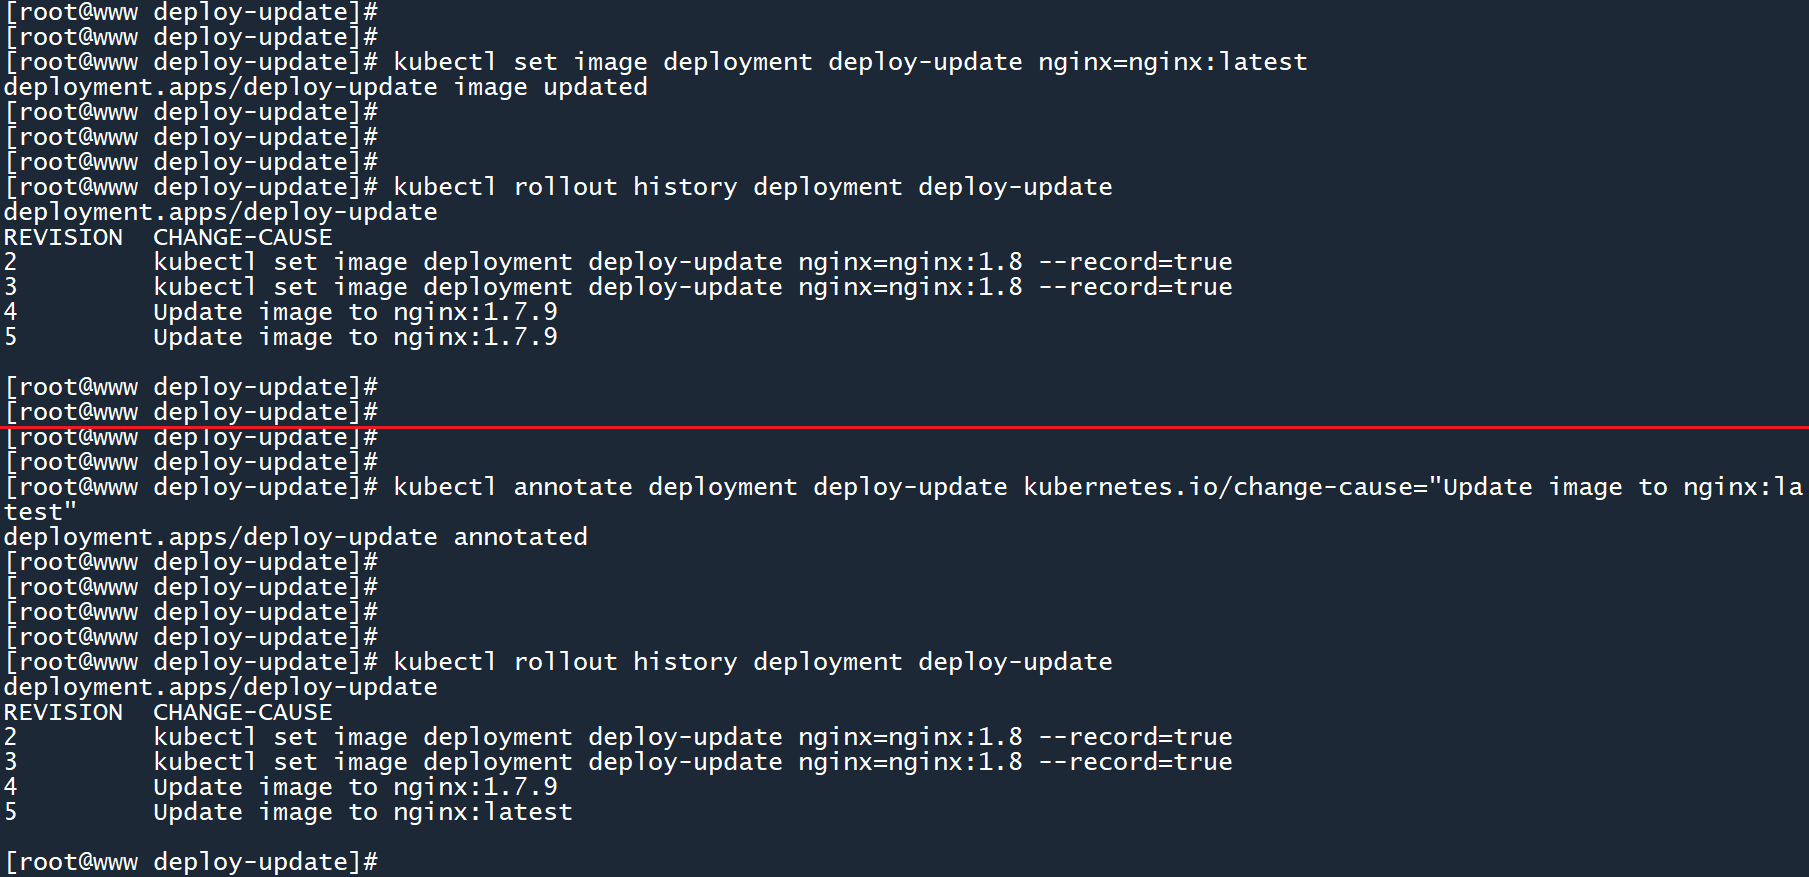 [root@www deploy-update]#
[root@www deploy-update]#
[root@www deploy-update]# kubectl set image deployment deploy-update nginx=nginx:latest
deployment.apps/deploy-update image updated
[root@www deploy-update]#
[root@www deploy-update]#
[root@www deploy-update]#
[root@www deploy-update]# kubectl rollout history deployment deploy-update
deployment.apps/deploy-update
REVISION  CHANGE-CAUSE
2         kubectl set image deployment deploy-update nginx=nginx:1.8 --record=true
3         kubectl set image deployment deploy-update nginx=nginx:1.8 --record=true
4         Update image to nginx:1.7.9
5         Update image to nginx:1.7.9
[root@www deploy-update]#
[root@www deploy-update]#
[root@www deploy-update]#
[root@www deploy-update]#
[root@www deploy-update]# kubectl annotate deployment deploy-update kubernetes.io/change-cause="Update image to nginx:la
test"
deployment.apps/deploy-update annotated
[root@www deploy-update]#
[root@www deploy-update]#
[root@www deploy-update]#
[root@www deploy-update]#
[root@www deploy-update]# kubectl rollout history deployment deploy-update
deployment.apps/deploy-update
REVISION  CHANGE-CAUSE
2         kubectl set image deployment deploy-update nginx=nginx:1.8 --record=true
3         kubectl set image deployment deploy-update nginx=nginx:1.8 --record=true
4         Update image to nginx:1.7.9
5         Update image to nginx:latest
[root@www deploy-update]#